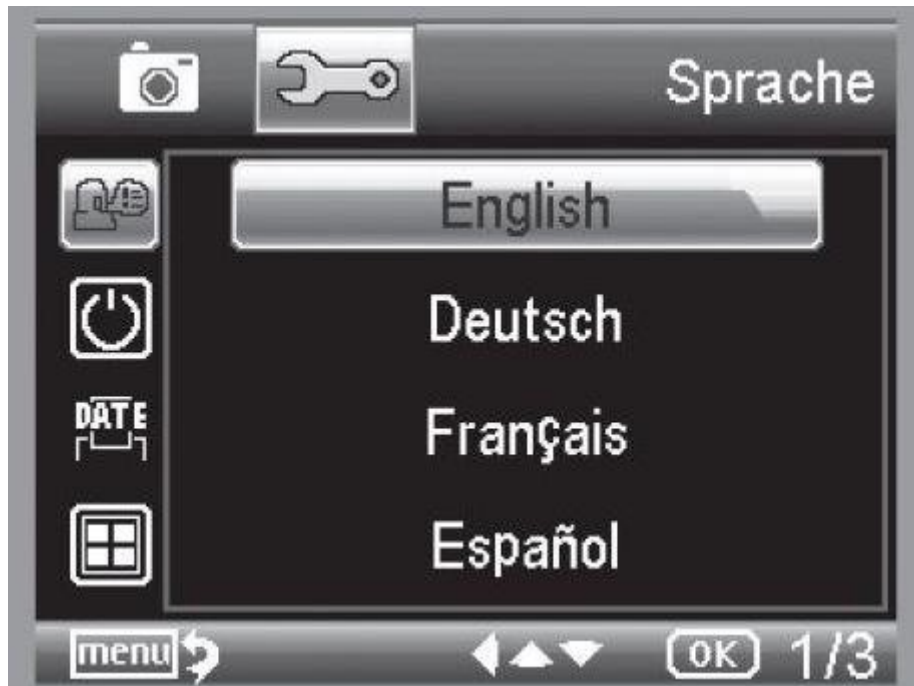 Sprache
English
Deutsch
DATE
Français
Español
menu OK 1/3